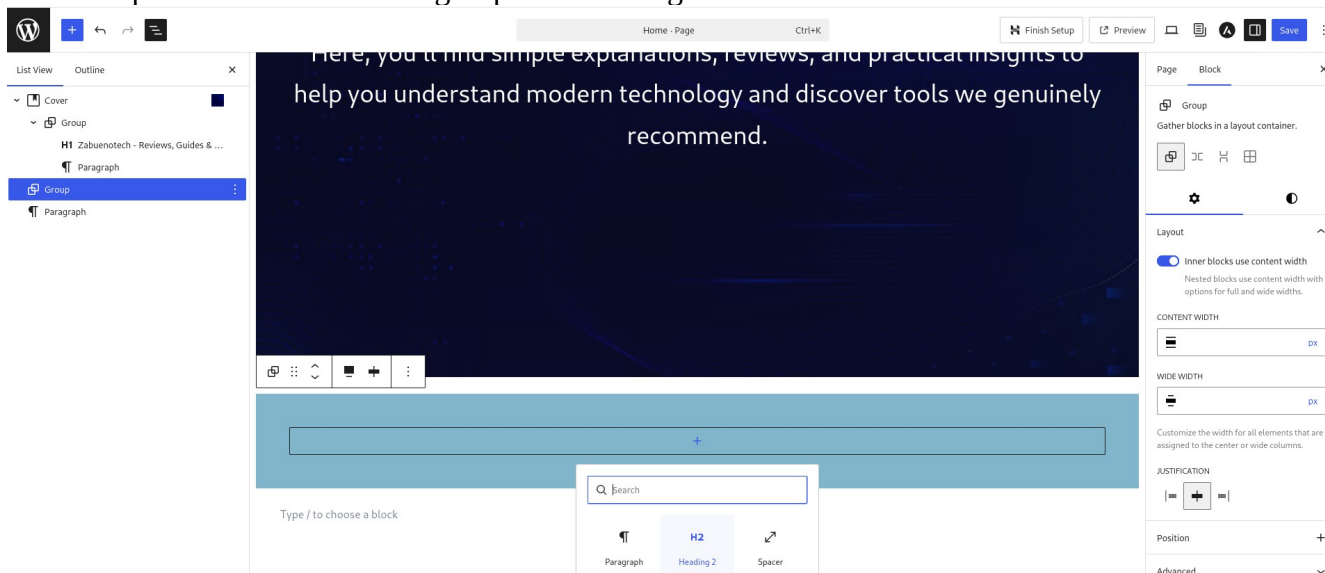 Home · Page Ctrl+K
Finish Setup
Preview
Save
List View Outline
Cover
Group
H1 Zabuenotech - Reviews, Guides & ...
Paragraph
Group
Paragraph
Here, you'll find simple explanations, reviews, and practical insights to
help you understand modern technology and discover tools we genuinely
recommend.
Type / to choose a block
Search
Paragraph
H2
Heading 2
Spacer
Page Block
Group
Gather blocks in a layout container.
Layout
Inner blocks use content width
Nested blocks use content width with
options for full and wide widths.
CONTENT WIDTH
px
WIDE WIDTH
px
Customize the width for all elements that are
assigned to the center or wide columns.
JUSTIFICATION
Position
Advanced